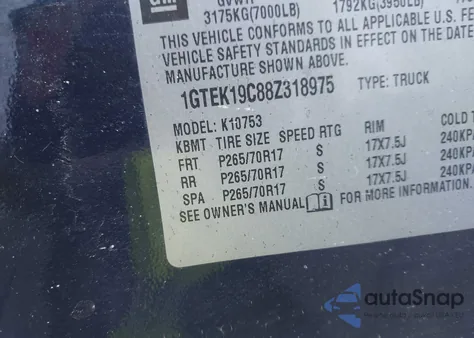 GM
GVWR
3175KG(7000LB) 1792KG(3950LB)
THIS VEHICLE CONFORMS TO ALL APPLICABLE U.S. FE
VEHICLE SAFETY STANDARDS IN EFFECT ON THE DATE
MANUFACTURE SHOWN ABOVE.
1GTEK19C88Z318975 TYPE: TRUCK
MODEL: K10753
KBMT TIRE SIZE SPEED RTG RIM COLD T
FRT P265/70R17 S 17X7.5J 240KP
RR P265/70R17 S 17X7.5J 240KPA
SPA P265/70R17 S 17X7.5J 240KPA
SEE OWNER'S MANUAL i FOR MORE INFORMATION.
autoSnap